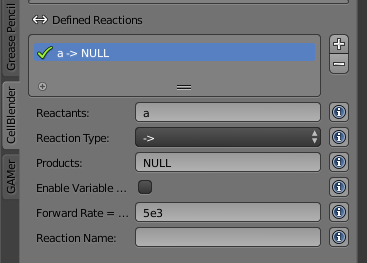 Grease Pencil
CellBlender
GAMer
Defined Reactions
a -> NULL
Reactants: a
Reaction Type: ->
Products: NULL
Enable Variable ...
Forward Rate = ... 5e3
Reaction Name: